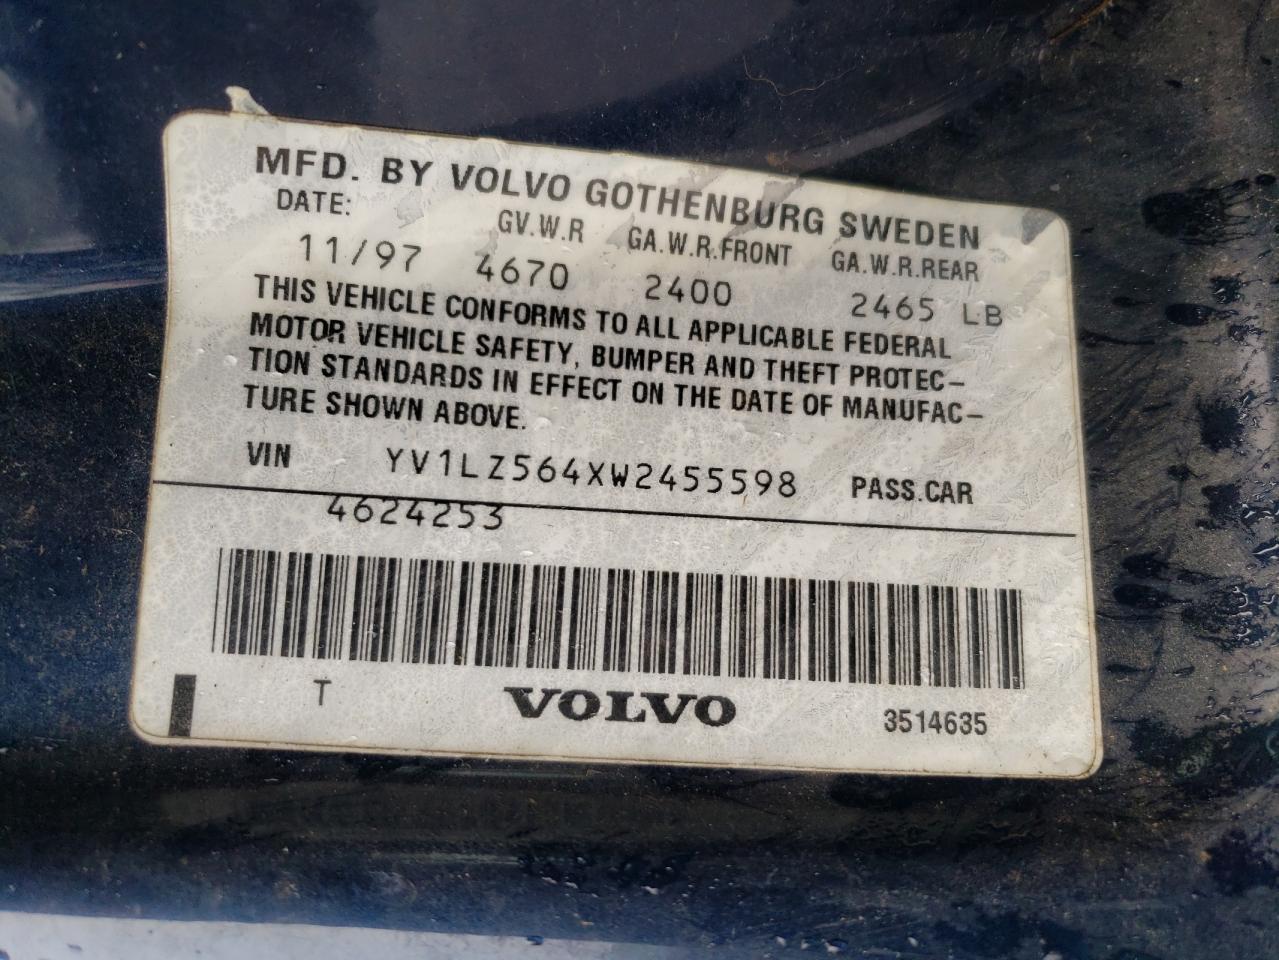 MFD. BY VOLVO GOTHENBURG SWEDEN
DATE: GV.W.R GA.W.R.FRONT GA.W.R.REAR
11/97 4670 2400 2465 LB
THIS VEHICLE CONFORMS TO ALL APPLICABLE FEDERAL
MOTOR VEHICLE SAFETY, BUMPER AND THEFT PROTEC-
TION STANDARDS IN EFFECT ON THE DATE OF MANUFAC-
TURE SHOWN ABOVE.
VIN YV1LZ564XW2455598 PASS.CAR
4624253
T VOLVO 3514635